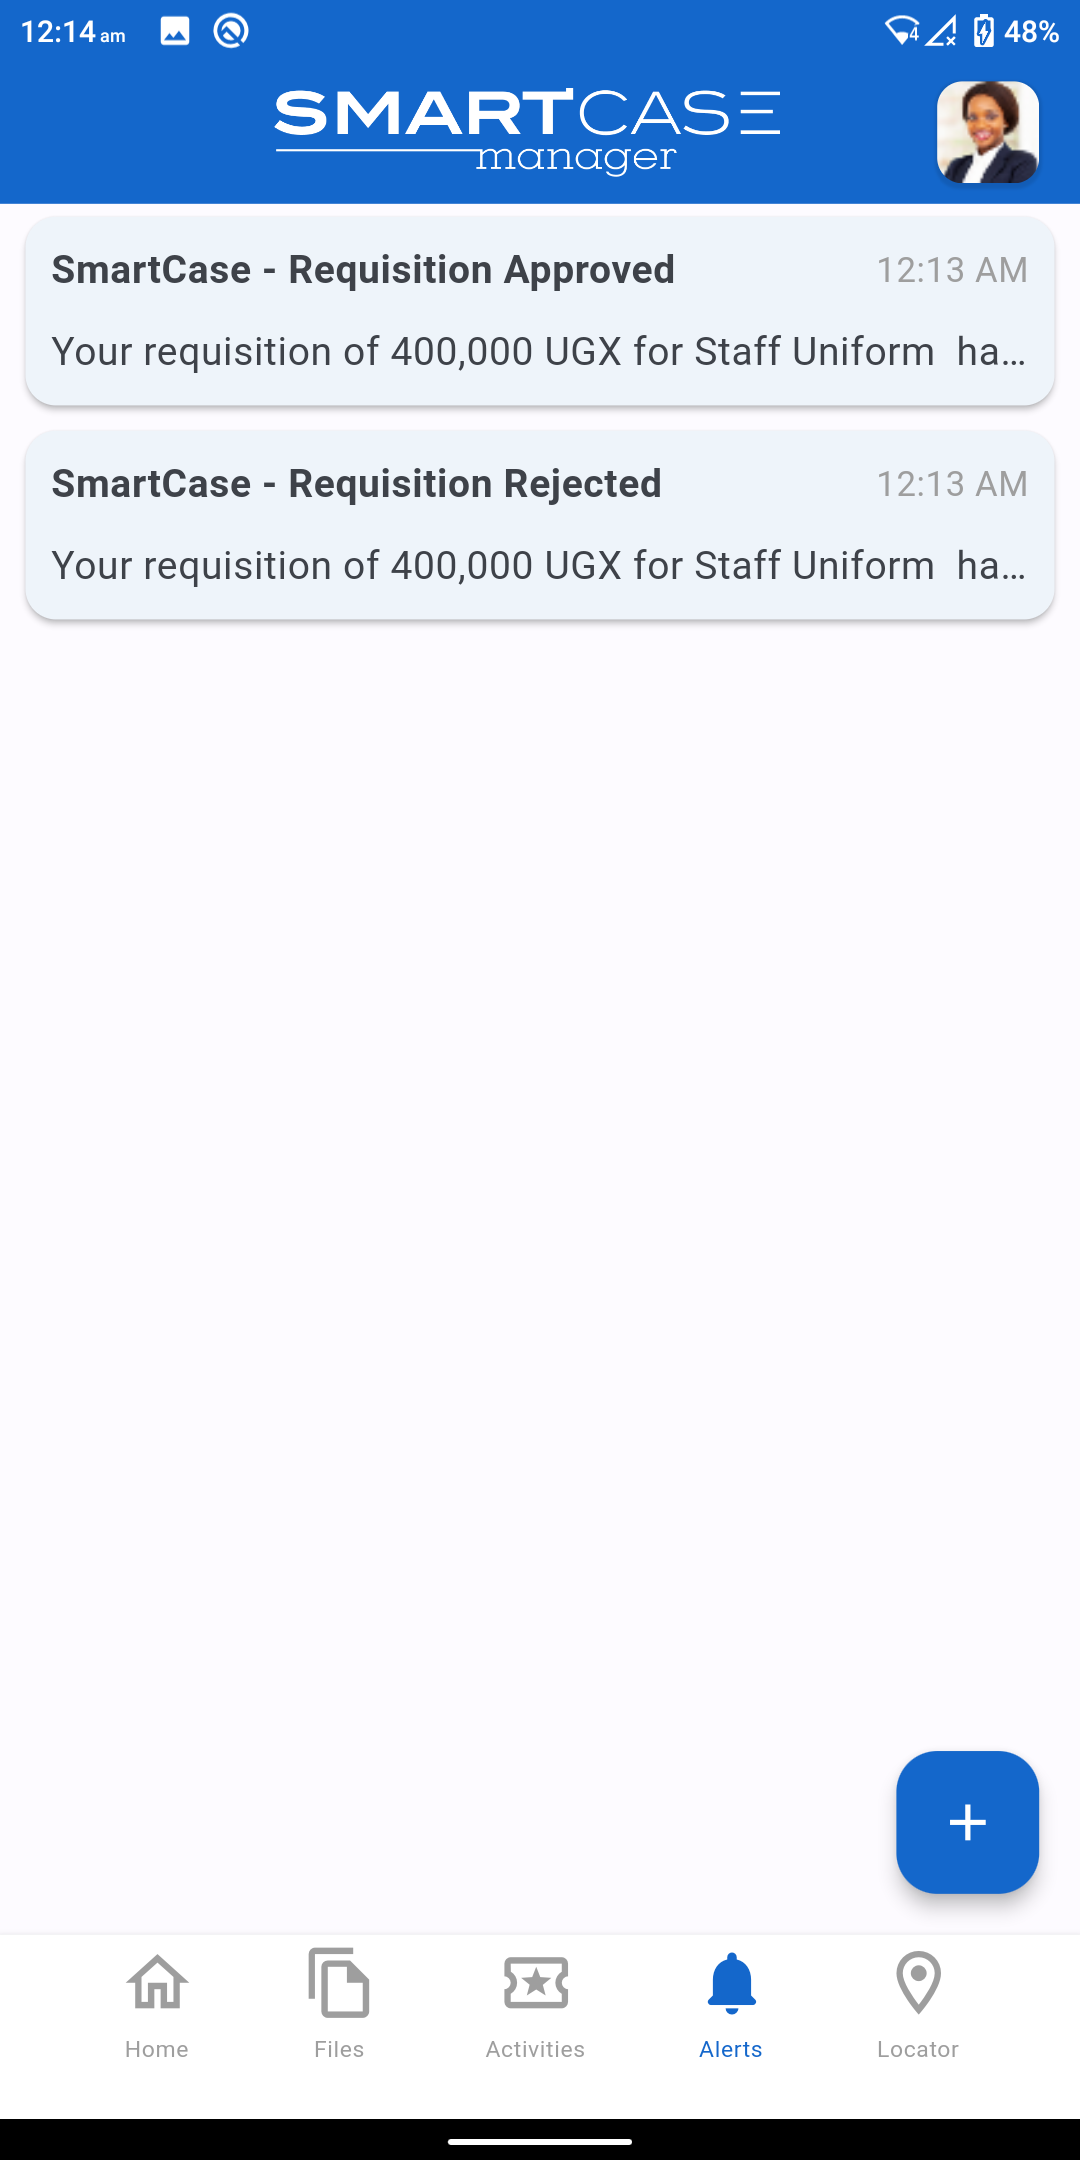 12:14 am
4
48%
SMARTCASE
manager
SmartCase - Requisition Approved 12:13 AM
Your requisition of 400,000 UGX for Staff Uniform  ha...
SmartCase - Requisition Rejected 12:13 AM
Your requisition of 400,000 UGX for Staff Uniform  ha...
Home Files Activities Alerts Locator